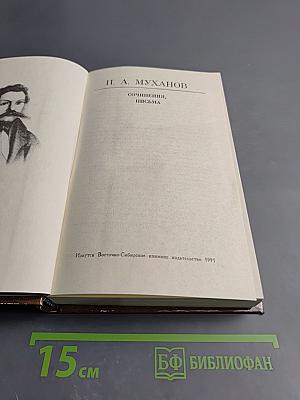 П. А. МУХАНОВ
СОЧИНЕНИЯ,
ПИСЬМА
Иркутск Восточно-Сибирское книжное издательство 1991
15 см
БФ БИБЛИОФАН